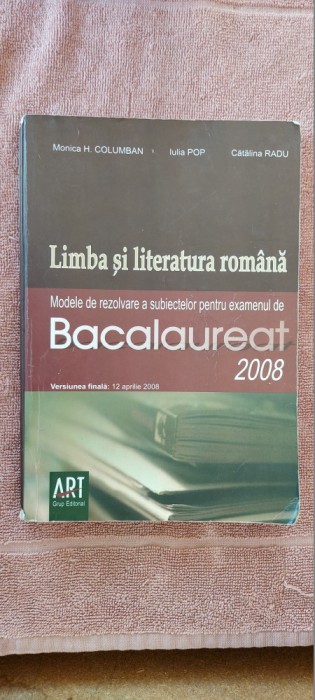 Monica H. COLUMBAN Iulia POP Cătălina RADU
Limba și literatura română
Modele de rezolvare a subiectelor pentru examenul de
Bacalaureat
2008
Versiunea finală: 12 aprilie 2008
ART
Grup Editorial